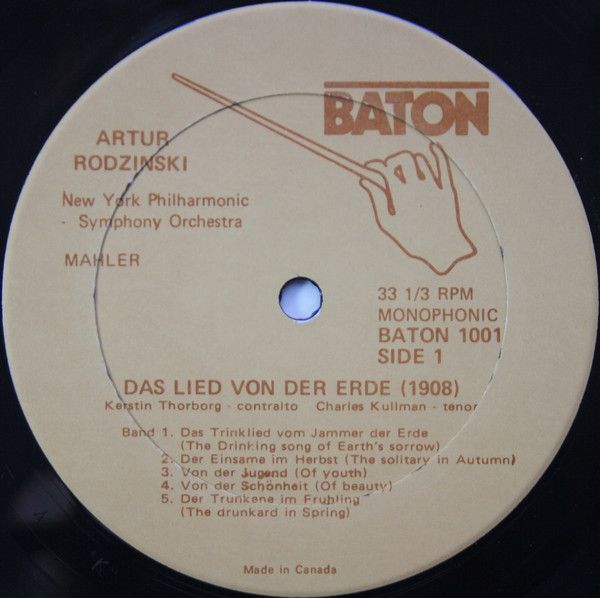 BATON
ARTUR
RODZINSKI
New York Philharmonic
- Symphony Orchestra
MAHLER
33 1/3 RPM
MONOPHONIC
BATON 1001
SIDE 1
DAS LIED VON DER ERDE (1908)
Kerstin Thorborg - contralto Charles Kullman - tenor
Band 1. Das Trinklied vom Jammer der Erde
(The Drinking song of Earth's sorrow)
2. Der Einsame im Herbst (The solitary in Autumn)
3. Von der Jugend (Of youth)
4. Von der Schönheit (Of beauty)
5. Der Trunkene im Fruhling
(The drunkard in Spring)
Made in Canada